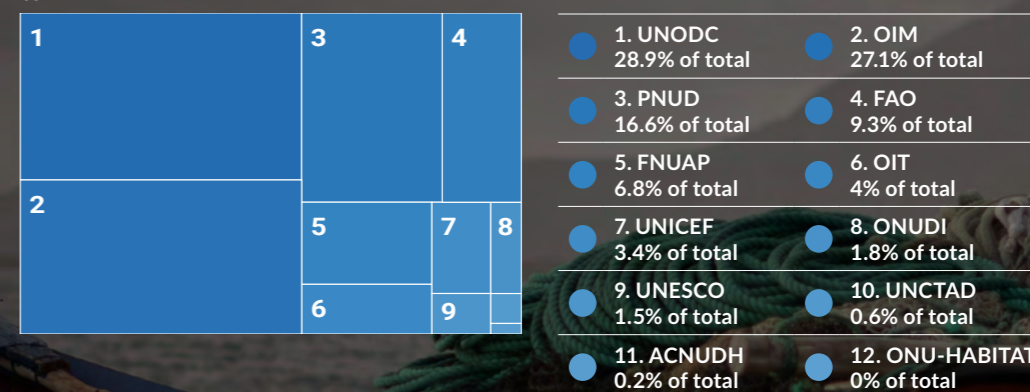 1
2
3
4
5
6
7
8
9
1. UNODC
28.9% of total
2. OIM
27.1% of total
3. PNUD
16.6% of total
4. FAO
9.3% of total
5. FNUAP
6.8% of total
6. OIT
4% of total
7. UNICEF
3.4% of total
8. ONUDI
1.8% of total
9. UNESCO
1.5% of total
10. UNCTAD
0.6% of total
11. ACNUDH
0.2% of total
12. ONU-HABITAT
0% of total